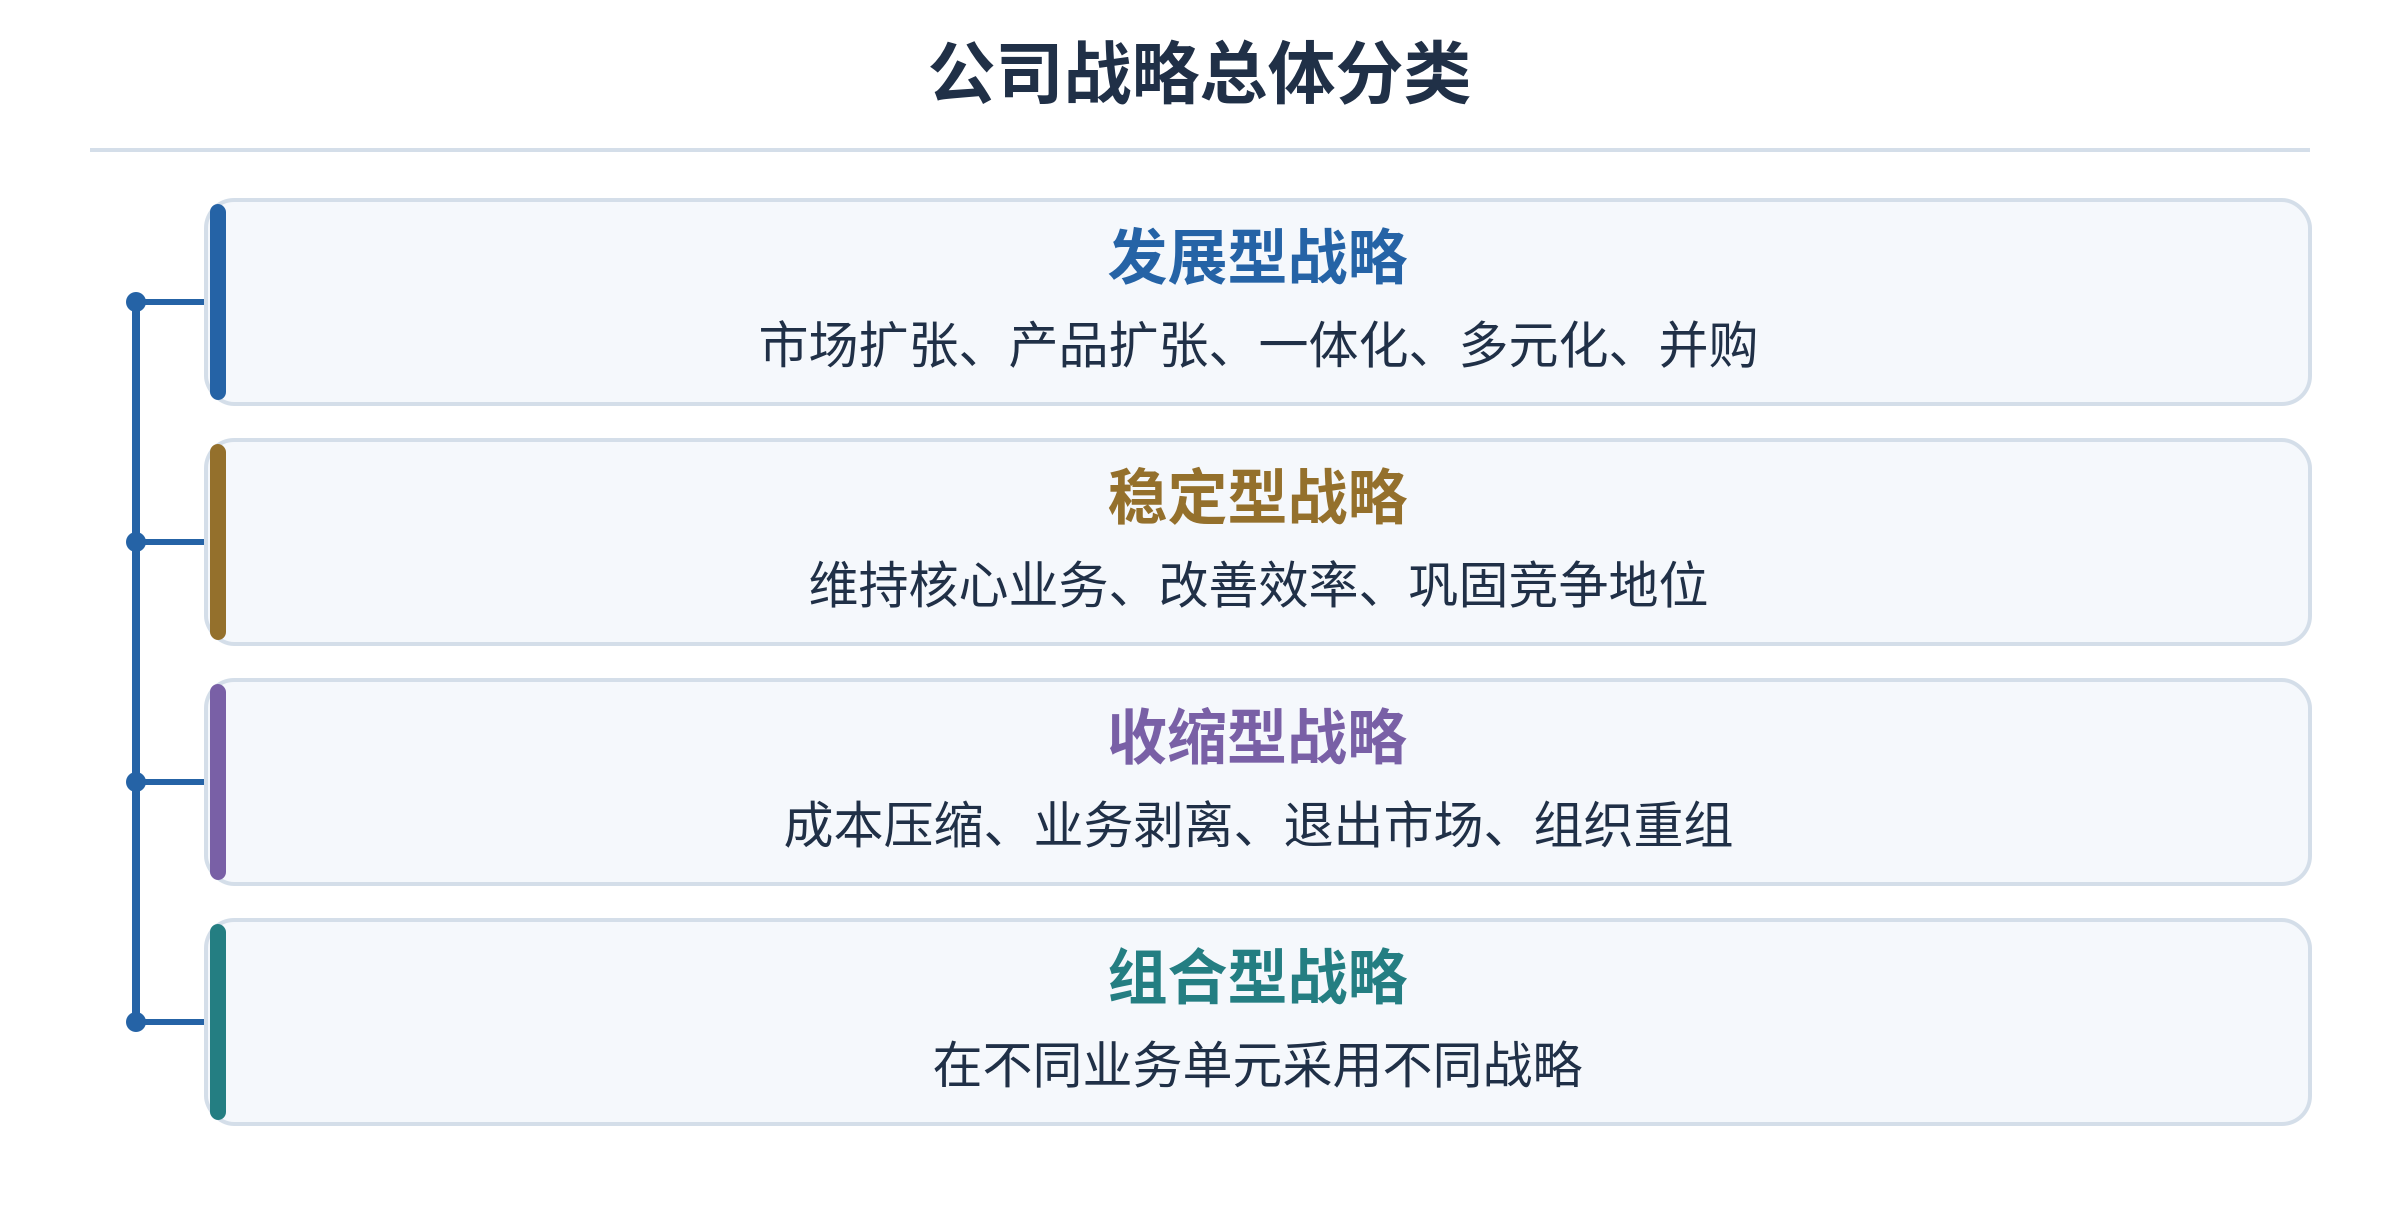 公司战略总体分类
发展型战略
市场扩张、产品扩张、一体化、多元化、并购
稳定型战略
维持核心业务、改善效率、巩固竞争地位
收缩型战略
成本压缩、业务剥离、退出市场、组织重组
组合型战略
在不同业务单元采用不同战略